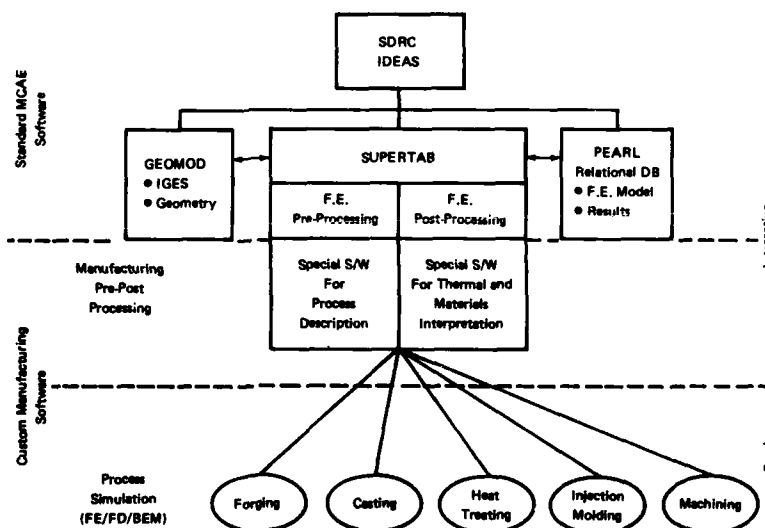 SDRC
IDEAS
Standard MCAE
Software
GEOMOD
● IGES
● Geometry
SUPERTAB
PEARL
Relational DB
● F.E. Model
● Results
F.E.
Pre-Processing
F.E.
Post-Processing
Manufacturing
Pre-Post
Processing
Special S/W
For
Process
Description
Special S/W
For Thermal and
Materials
Interpretation
Custom Manufacturing
Software
Process
Simulation
(FE/FD/BEM)
Forging
Casting
Heat
Treating
Injection
Molding
Machining